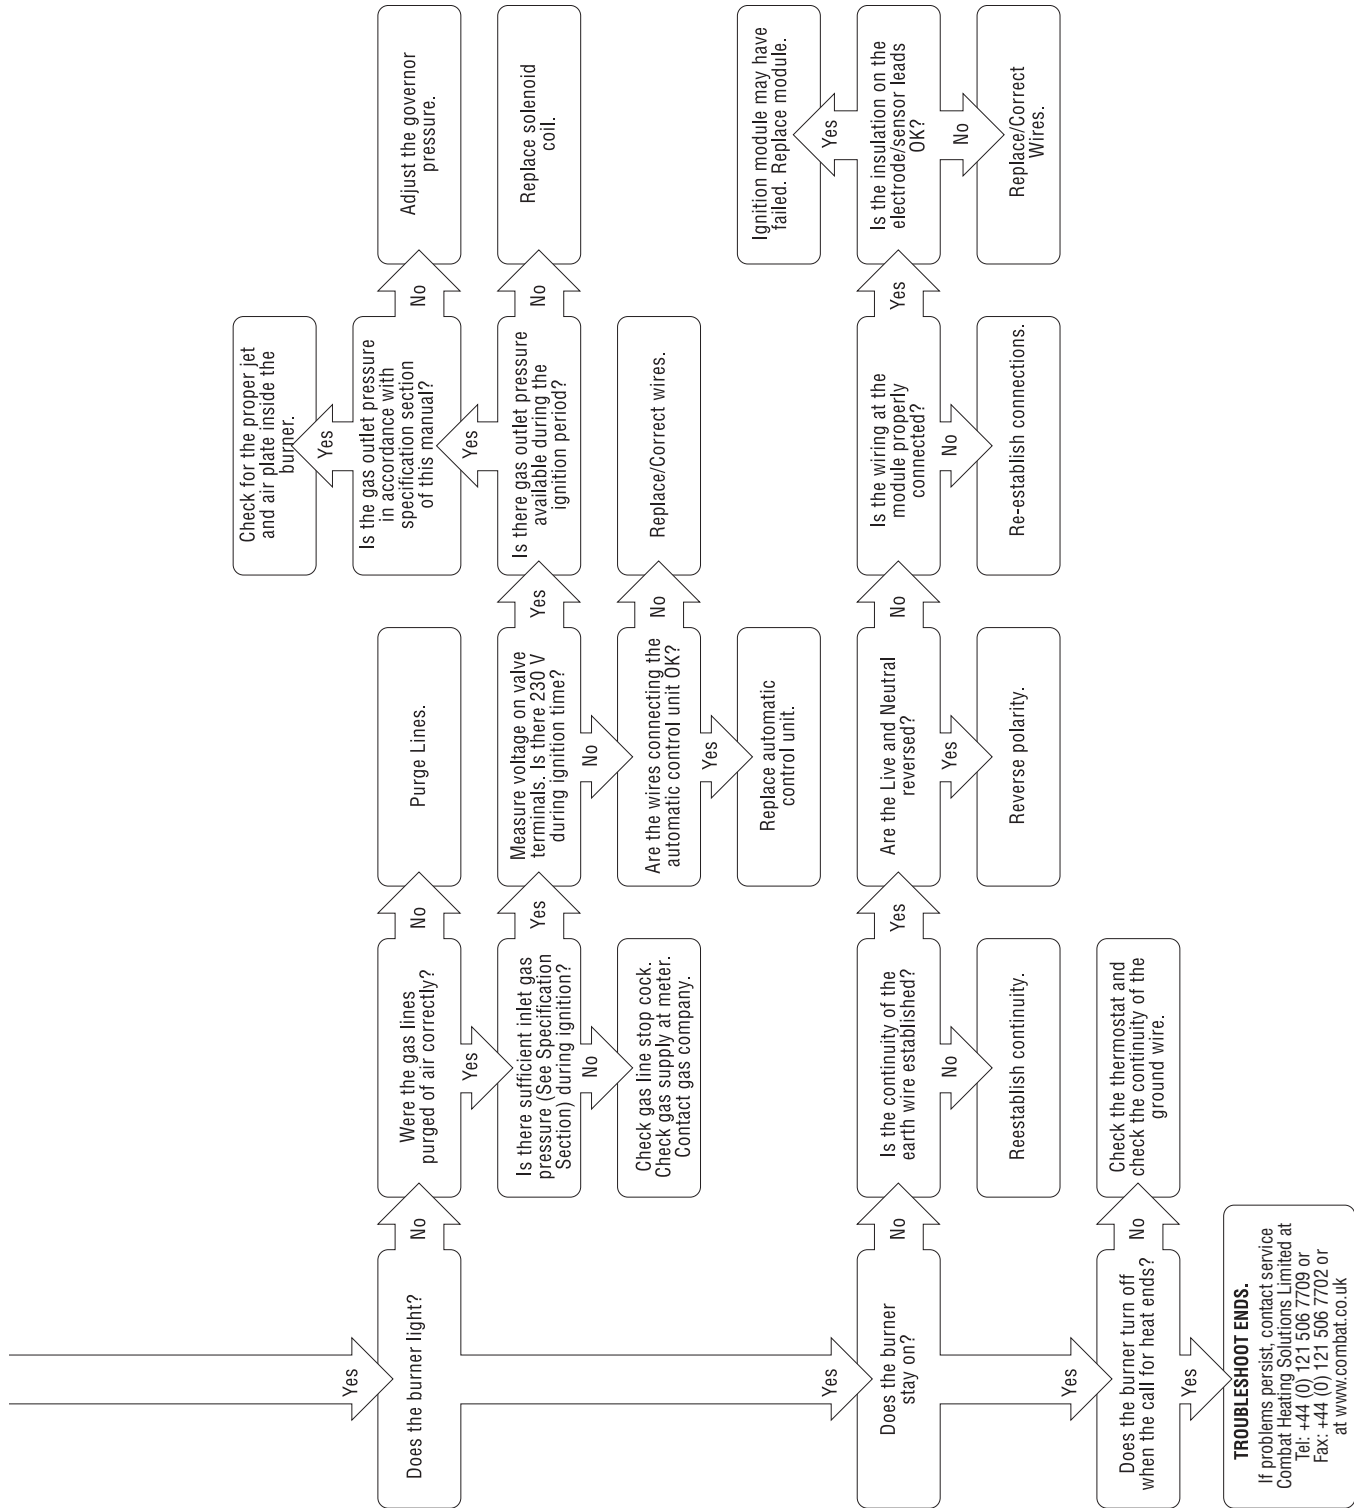 Yes
Does the burner light?
No
Were the gas lines
purged of air correctly?
No
Purge Lines.
Yes
Is there sufficient inlet gas
pressure (See Specification
Section) during ignition?
No
Check gas line stop cock.
Check gas supply at meter.
Contact gas company.
Yes
Measure voltage on valve
terminals. Is there 230 V
during ignition time?
No
Are the wires connecting the
automatic control unit OK?
No
Replace/Correct wires.
Yes
Replace automatic
control unit.
Yes
Is there gas outlet pressure
available during the
ignition period?
No
Replace solenoid
coil.
Yes
Is the gas outlet pressure
in accordance with
specification section
of this manual?
No
Adjust the governor
pressure.
Yes
Check for the proper jet
and air plate inside the
burner.
Yes
Does the burner
stay on?
No
Is the continuity of the
earth wire established?
No
Reestablish continuity.
Yes
Are the Live and Neutral
reversed?
Yes
Reverse polarity.
No
Is the wiring at the
module properly
connected?
No
Re-establish connections.
Yes
Is the insulation on the
electrode/sensor leads
OK?
Yes
Ignition module may have
failed. Replace module.
No
Replace/Correct
Wires.
Yes
Does the burner turn off
when the call for heat ends?
No
Check the thermostat and
check the continuity of the
ground wire.
Yes
TROUBLESHOOT ENDS.
If problems persist, contact service
Combat Heating Solutions Limited at
Tel: +44 (0) 121 506 7709 or
Fax: +44 (0) 121 506 7702 or
at www.combat.co.uk